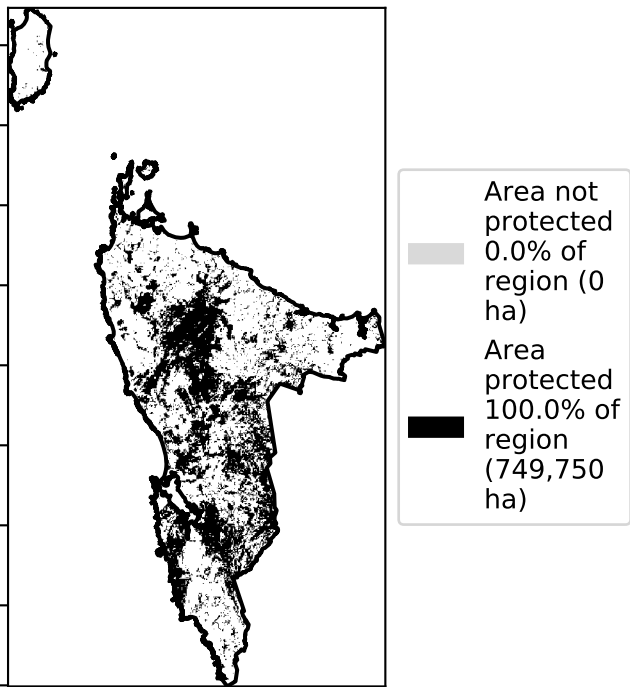 Area not
protected
0.0% of
region (0
ha)
Area
protected
100.0% of
region
(749,750
ha)